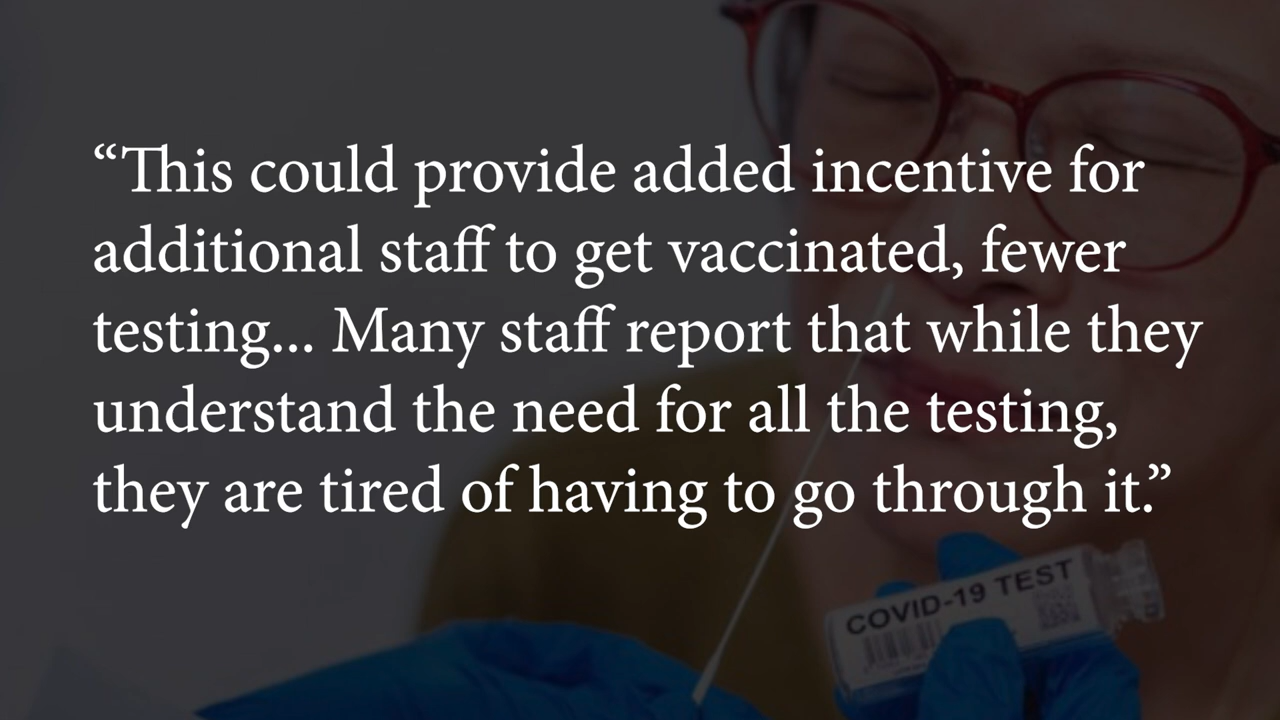 “This could provide added incentive for
additional staff to get vaccinated, fewer
testing... Many staff report that while they
understand the need for all the testing,
they are tired of having to go through it.”
COVID-19 TEST